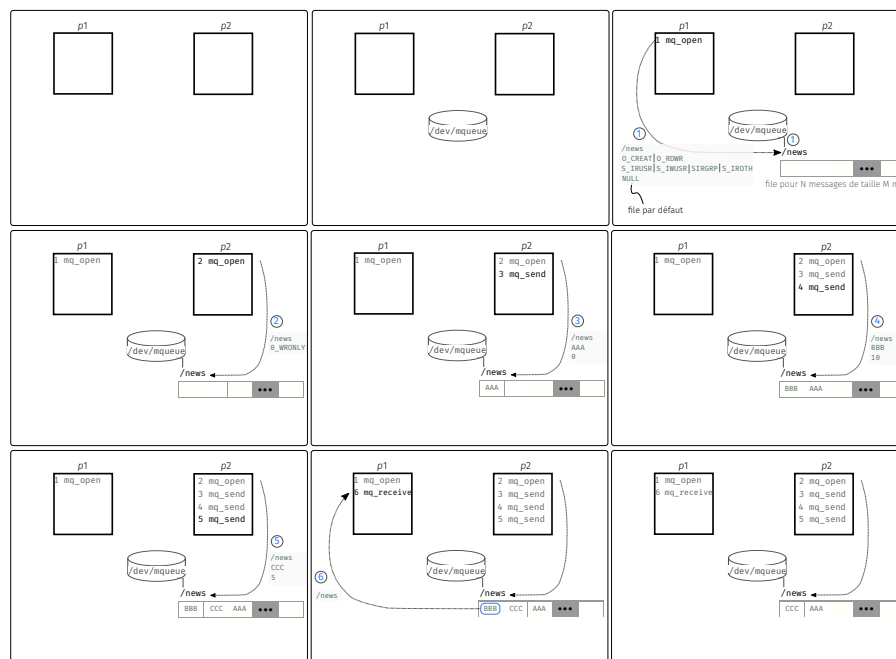 p1
p2
p1
p2
/dev/mqueue
p1
p2
1 mq_open
/dev/mqueue
1
1
/news
/news
O_CREAT|O_RDWR
S_IRUSR|S_IWUSR|SIRGRP|S_IROTH
NULL
file pour N messages de taille M
file par défaut
p1
p2
1 mq_open
2 mq_open
/dev/mqueue
2
/news
0_WRONLY
/news
p1
p2
1 mq_open
2 mq_open
3 mq_send
/dev/mqueue
3
/news
AAA
0
/news
AAA
p1
p2
1 mq_open
2 mq_open
3 mq_send
4 mq_send
/dev/mqueue
4
/news
BBB
10
/news
BBB AAA
p1
p2
1 mq_open
2 mq_open
3 mq_send
4 mq_send
5 mq_send
/dev/mqueue
5
/news
CCC
5
/news
BBB CCC AAA
p1
p2
1 mq_open
6 mq_receive
2 mq_open
3 mq_send
4 mq_send
5 mq_send
/dev/mqueue
6
/news
/news
BBB CCC AAA
p1
p2
1 mq_open
6 mq_receive
2 mq_open
3 mq_send
4 mq_send
5 mq_send
/dev/mqueue
/news
CCC AAA